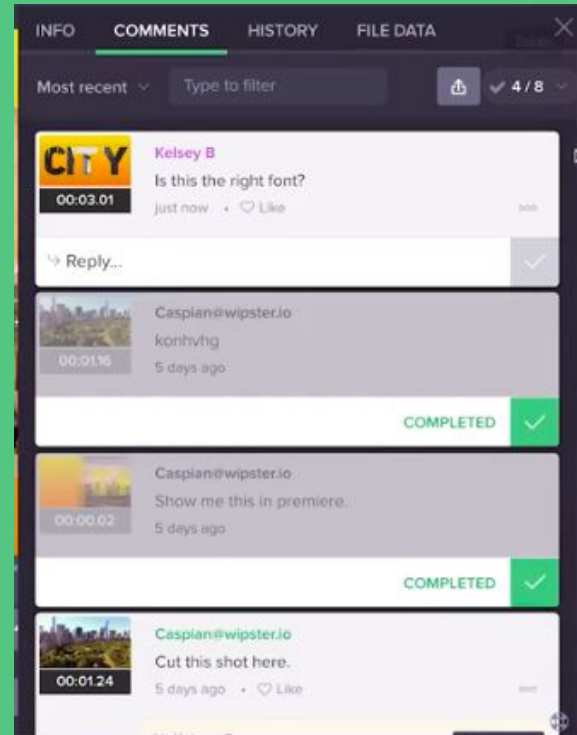 INFO COMMENTS HISTORY FILE DATA
Most recent Type to filter 4 / 8
CITY
00:03.01
Kelsey B
Is this the right font?
just now • Like
Reply...
00:01.16
Caspian@wipster.io
konhvhg
5 days ago
COMPLETED
00:00.02
Caspian@wipster.io
Show me this in premiere.
5 days ago
COMPLETED
00:01.24
Caspian@wipster.io
Cut this shot here.
5 days ago • Like